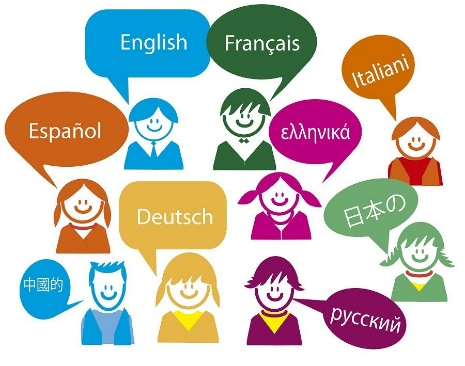 English
Français
Italiani
Español
ελληνικά
Deutsch
日本の
中國的
русский